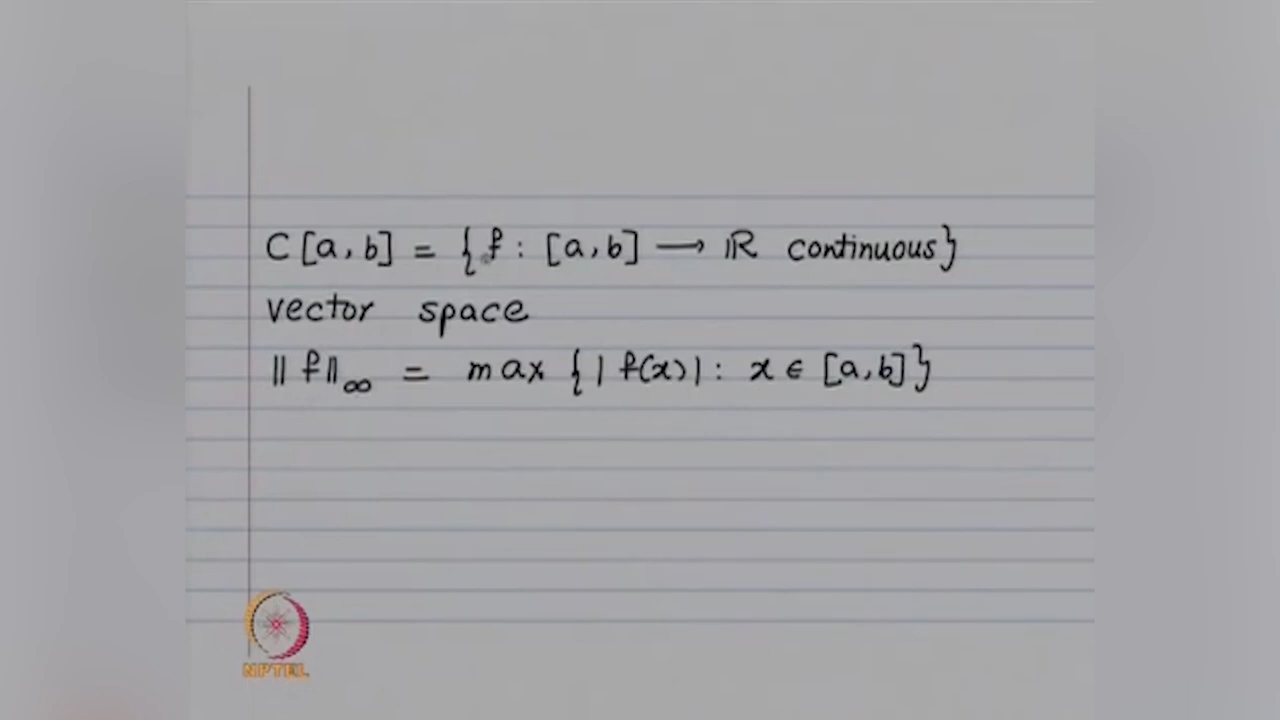 C[a,b] = {f : [a,b] ⟶ ℝ continuous}
vector space
‖f‖∞ = max {|f(x)| : x ∈ [a,b]}
NPTEL